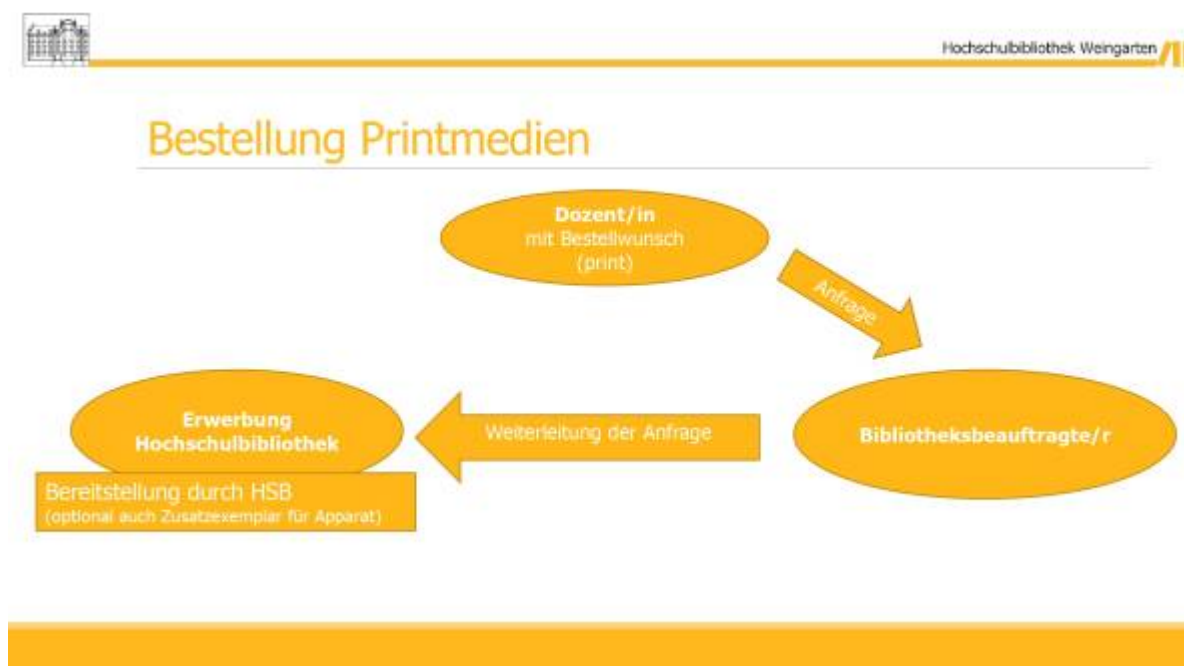 Hochschulbibliothek Weingarten
Bestellung Printmedien
Dozent/in
mit Bestellwunsch
(print)
Anfrage
Bibliotheksbeauftragte/r
Weiterleitung der Anfrage
Erwerbung
Hochschulbibliothek
Bereitstellung durch HSB
(optional auch Zusatzexemplar für Apparat)